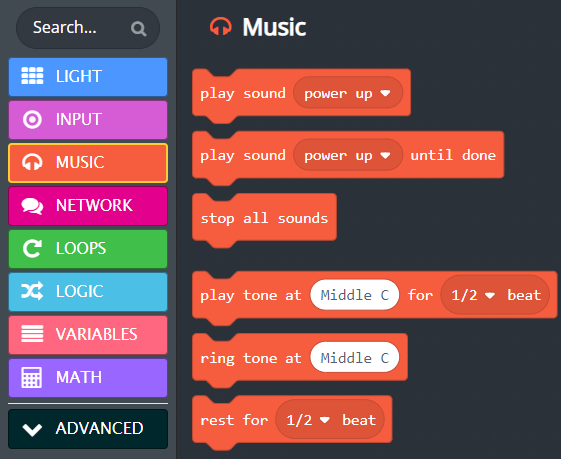 Search...
LIGHT
INPUT
MUSIC
NETWORK
LOOPS
LOGIC
VARIABLES
MATH
ADVANCED
Music
play sound power up
play sound power up until done
stop all sounds
play tone at Middle C for 1/2 beat
ring tone at Middle C
rest for 1/2 beat